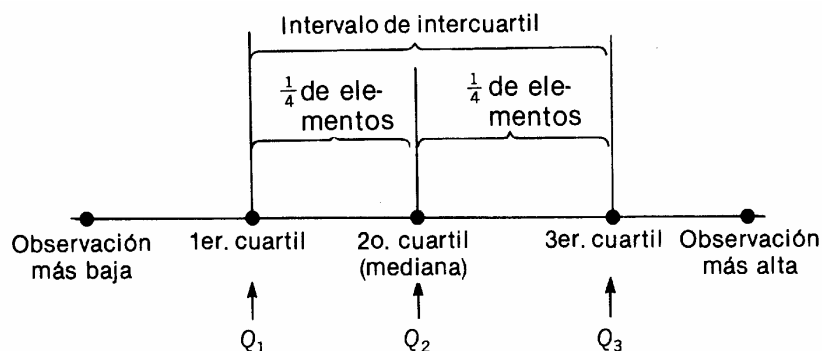 Intervalo de intercuartil
1/4 de ele-
mentos
1/4 de ele-
mentos
Observación
más baja
1er. cuartil
2o. cuartil
(mediana)
3er. cuartil
Observación
más alta
Q₁
Q₂
Q₃